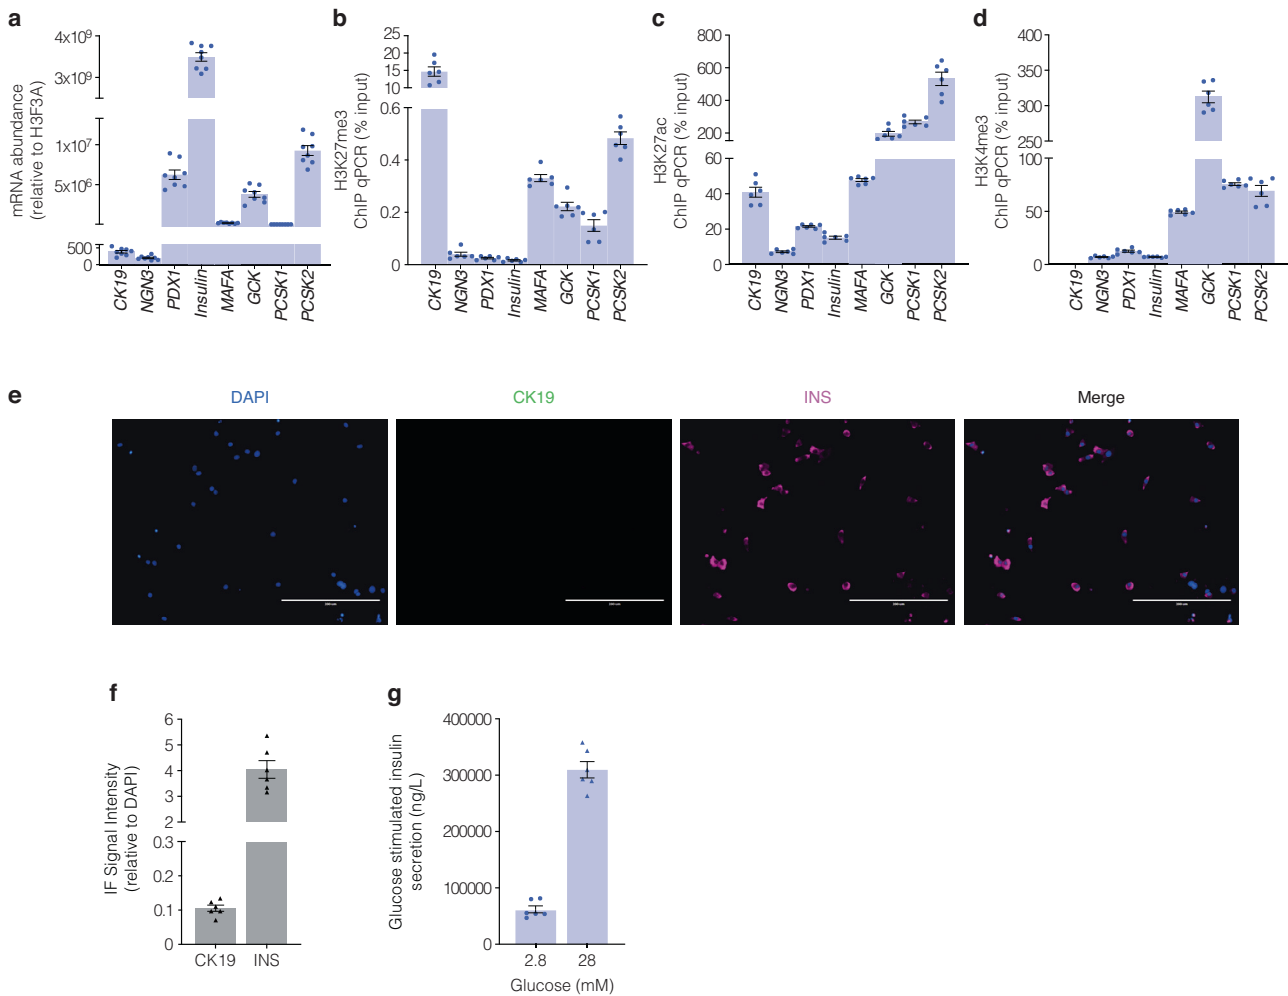 a
mRNA abundance
(relative to H3F3A)
4x10⁹
3x10⁹
1x10⁷
5x10⁶
500
0
CK19
NGN3
PDX1
Insulin
MAFA
GCK
PCSK1
PCSK2
b
H3K27me3
ChIP qPCR (% input)
25
20
15
10
0.6
0.4
0.2
0
CK19
NGN3
PDX1
Insulin
MAFA
GCK
PCSK1
PCSK2
c
H3K27ac
ChIP qPCR (% input)
800
600
400
200
60
40
20
0
CK19
NGN3
PDX1
Insulin
MAFA
GCK
PCSK1
PCSK2
d
H3K4me3
ChIP qPCR (% input)
400
350
300
250
100
50
0
CK19
NGN3
PDX1
Insulin
MAFA
GCK
PCSK1
PCSK2
e
DAPI
CK19
INS
Merge
f
IF Signal Intensity
(relative to DAPI)
6
5
4
3
2
0.3
0.2
0.1
0
CK19 INS
g
Glucose stimulated insulin
secretion (ng/L)
400000
300000
200000
100000
0
2.8 28
Glucose (mM)